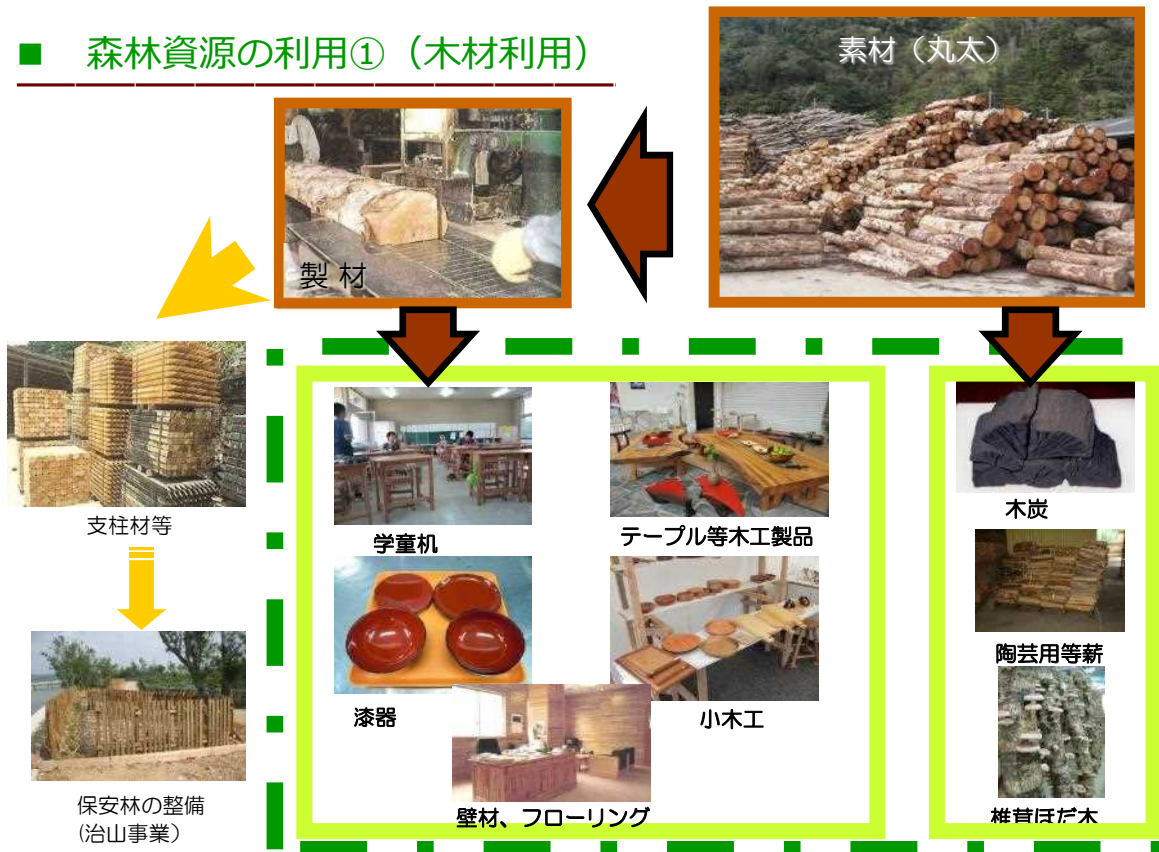 ■ 森林資源の利用①（木材利用）
素材（丸太）
製 材
支柱材等
保安林の整備
(治山事業）
学童机
テープル等木工製品
漆器
小木工
壁材、フローリング
木炭
陶芸用等薪
椎茸ほだ木